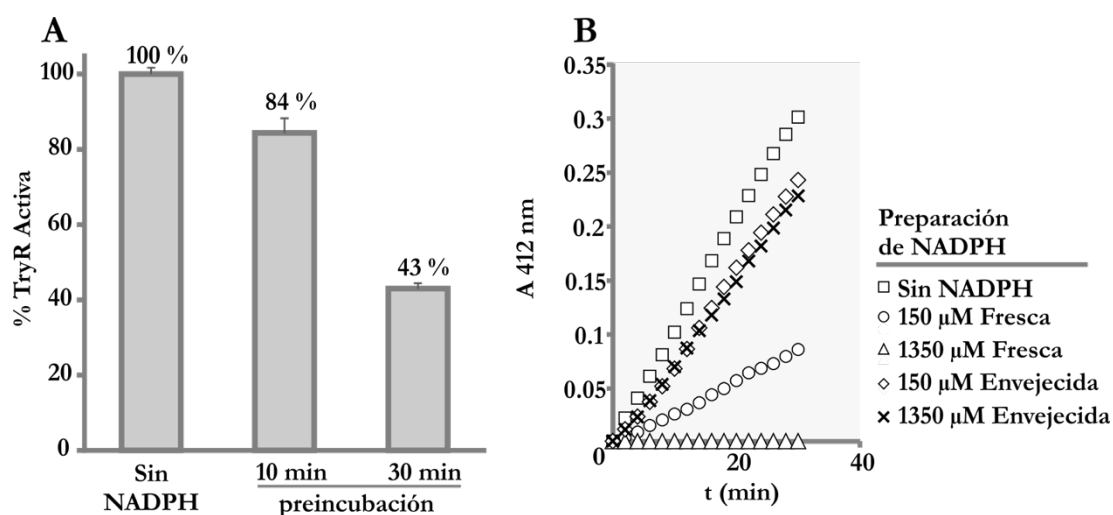 A
% TryR Activa
100
80
60
40
20
0
100 %
84 %
43 %
Sin
NADPH
10 min
30 min
preincubación
B
A 412 nm
0.35
0.3
0.25
0.2
0.15
0.1
0.05
0
20
40
t (min)
Preparación
de NADPH
Sin NADPH
150 µM Fresca
1350 µM Fresca
150 µM Envejecida
1350 µM Envejecida